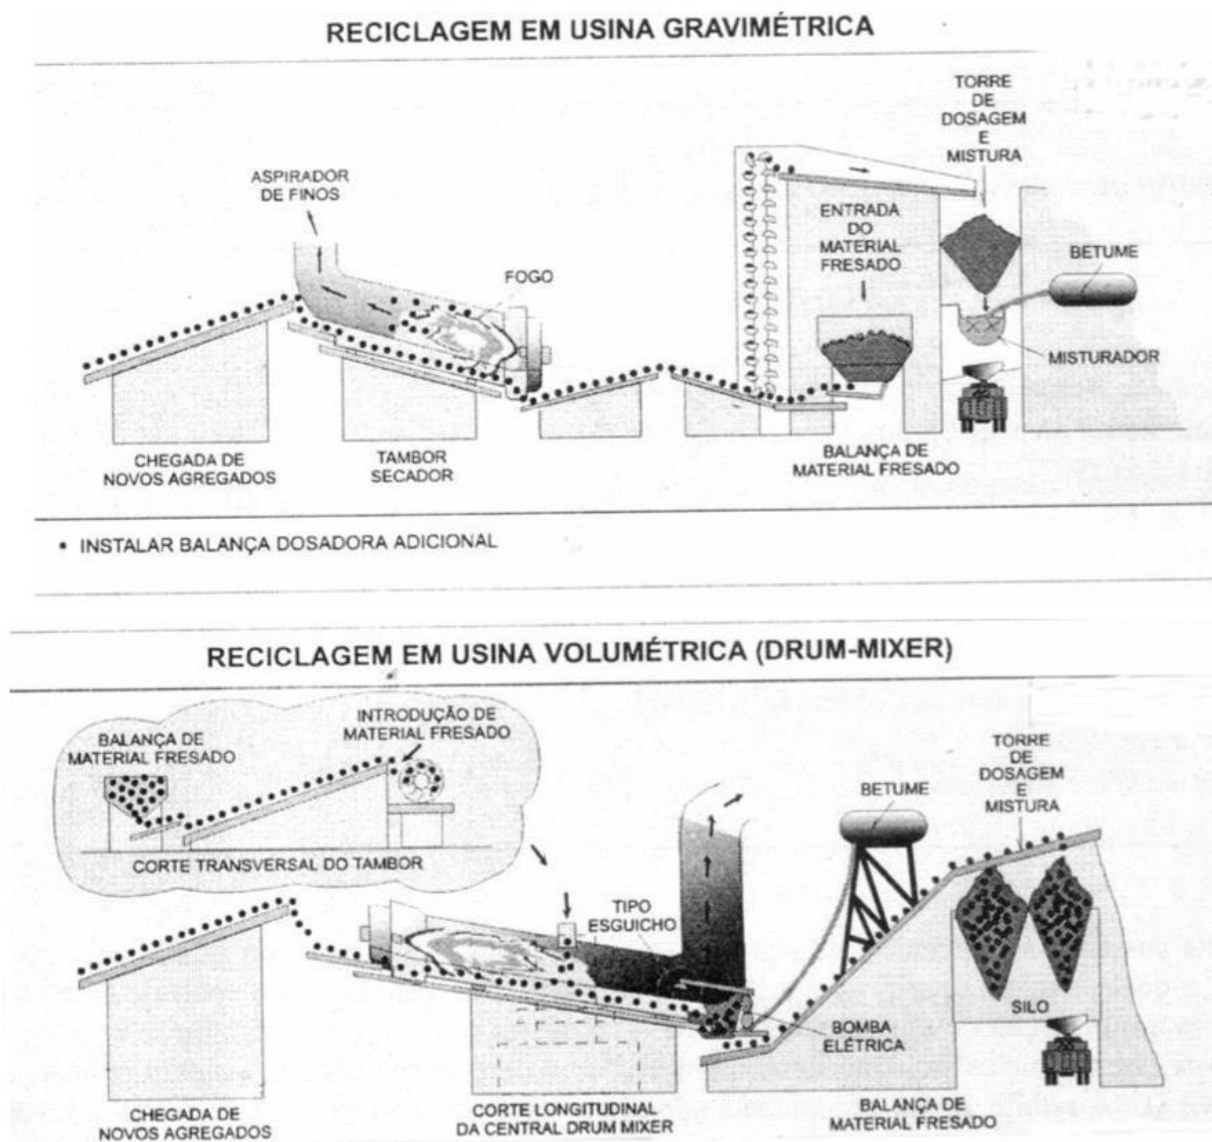 RECICLAGEM EM USINA GRAVIMÉTRICA
TORRE
DE
DOSAGEM
E
MISTURA
ASPIRADOR
DE FINOS
ENTRADA
DO
MATERIAL
FRESADO
BETUME
FOGO
MISTURADOR
CHEGADA DE
NOVOS AGREGADOS
TAMBOR
SECADOR
BALANÇA DE
MATERIAL FRESADO
• INSTALAR BALANÇA DOSADORA ADICIONAL
RECICLAGEM EM USINA VOLUMÉTRICA (DRUM-MIXER)
INTRODUÇÃO DE
MATERIAL FRESADO
BALANÇA DE
MATERIAL FRESADO
TORRE
DE
DOSAGEM
E
MISTURA
BETUME
CORTE TRANSVERSAL DO TAMBOR
TIPO
ESGUICHO
SILO
BOMBA
ELÉTRICA
CHEGADA DE
NOVOS AGREGADOS
CORTE LONGITUDINAL
DA CENTRAL DRUM MIXER
BALANÇA DE
MATERIAL FRESADO